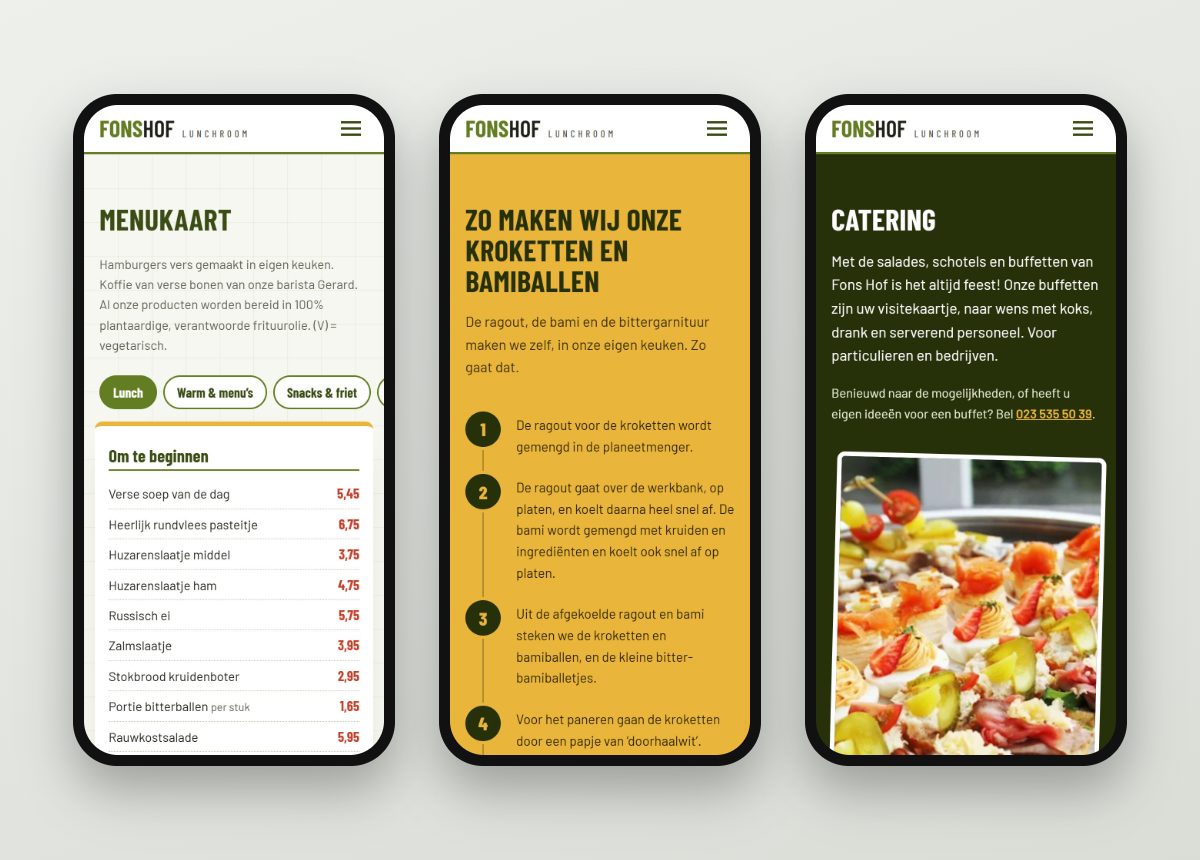 FONSHOF LUNCHROOM
MENUKAART
Hamburgers vers gemaakt in eigen keuken.
Koffie van verse bonen van onze barista Gerard.
Al onze producten worden bereid in 100%
plantaardige, verantwoorde frituurolie. (V) =
vegetarisch.
Lunch Warm & menu's Snacks & friet
Om te beginnen
Verse soep van de dag 5,45
Heerlijk rundvlees pasteitje 6,75
Huzarenslaatje middel 3,75
Huzarenslaatje ham 4,75
Russisch ei 5,75
Zalmslaatje 3,95
Stokbrood kruidenboter 2,95
Portie bitterballen per stuk 1,65
Rauwkostsalade 5,95
FONSHOF LUNCHROOM
ZO MAKEN WIJ ONZE
KROKETTEN EN
BAMIBALLEN
De ragout, de bami en de bittergarnituur
maken we zelf, in onze eigen keuken. Zo
gaat dat.
1 De ragout voor de kroketten wordt
gemengd in de planeetmenger.
2 De ragout gaat over de werkbank, op
platen, en koelt daarna heel snel af. De
bami wordt gemengd met kruiden en
ingrediënten en koelt ook snel af op
platen.
3 Uit de afgekoelde ragout en bami
steken we de kroketten en
bamiballen, en de kleine bitter-
bamiballetjes.
4 Voor het paneren gaan de kroketten
door een papje van ‘doorhaalwit’.
FONSHOF LUNCHROOM
CATERING
Met de salades, schotels en buffetten van
Fons Hof is het altijd feest! Onze buffetten
zijn uw visitekaartje, naar wens met koks,
drank en serverend personeel. Voor
particulieren en bedrijven.
Benieuwd naar de mogelijkheden, of heeft u
eigen ideeën voor een buffet? Bel 023 535 50 39.